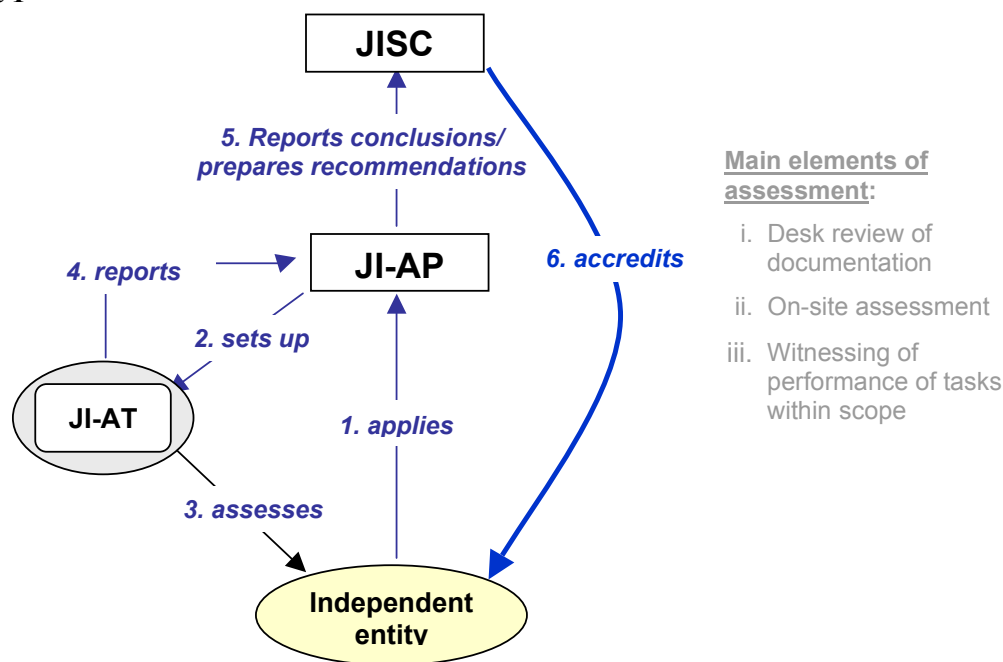 JISC
5. Reports conclusions/
prepares recommendations
Main elements of
assessment:
i. Desk review of
documentation
ii. On-site assessment
iii. Witnessing of
performance of tasks
within scope
4. reports
JI-AP
6. accredits
2. sets up
JI-AT
1. applies
3. assesses
Independent
entity